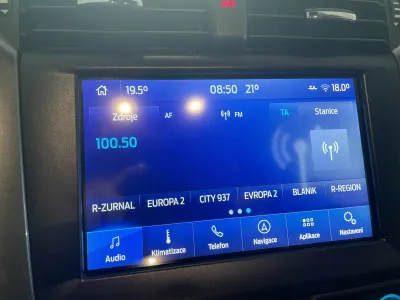 19.5° 08:50 21° 18.0°
Zdroje AF FM TA Stanice
100.50
R-ZURNAL EUROPA 2 CITY 937 EVROPA 2 BLANIK R-REGION
Audio Klimatizace Telefon Navigace Aplikace Nastavení